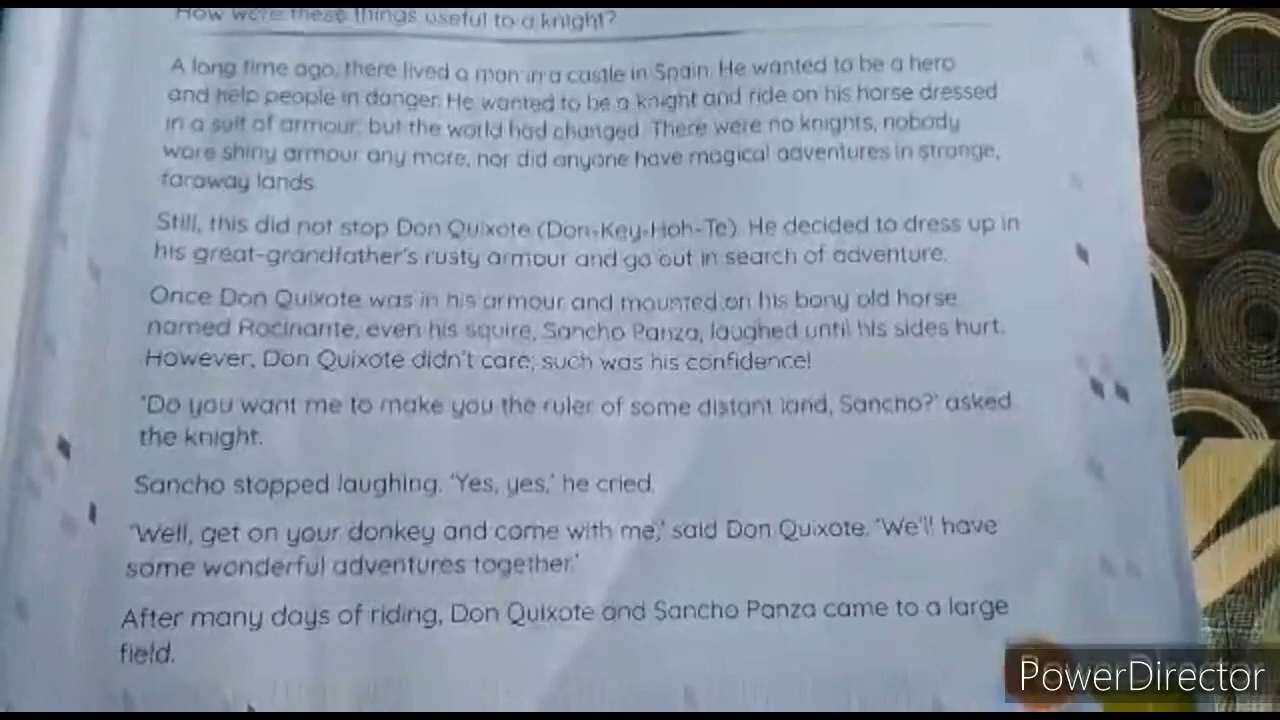 How were these things useful to a knight?
A long time ago, there lived a man in a castle in Spain. He wanted to be a hero
and help people in danger. He wanted to be a knight and ride on his horse dressed
in a suit of armour, but the world had changed. There were no knights, nobody
wore shiny armour any more, nor did anyone have magical adventures in strange,
faraway lands.
Still, this did not stop Don Quixote (Don-Key-Hoh-Te). He decided to dress up in
his great-grandfather's rusty armour and go out in search of adventure.
Once Don Quixote was in his armour and mounted on his bony old horse
named Rocinante, even his squire, Sancho Panza, laughed until his sides hurt.
However, Don Quixote didn't care; such was his confidence!
'Do you want me to make you the ruler of some distant land, Sancho?' asked
the knight.
Sancho stopped laughing. 'Yes, yes,' he cried.
'Well, get on your donkey and come with me,' said Don Quixote. 'We'll have
some wonderful adventures together.'
After many days of riding, Don Quixote and Sancho Panza came to a large
field.
PowerDirector